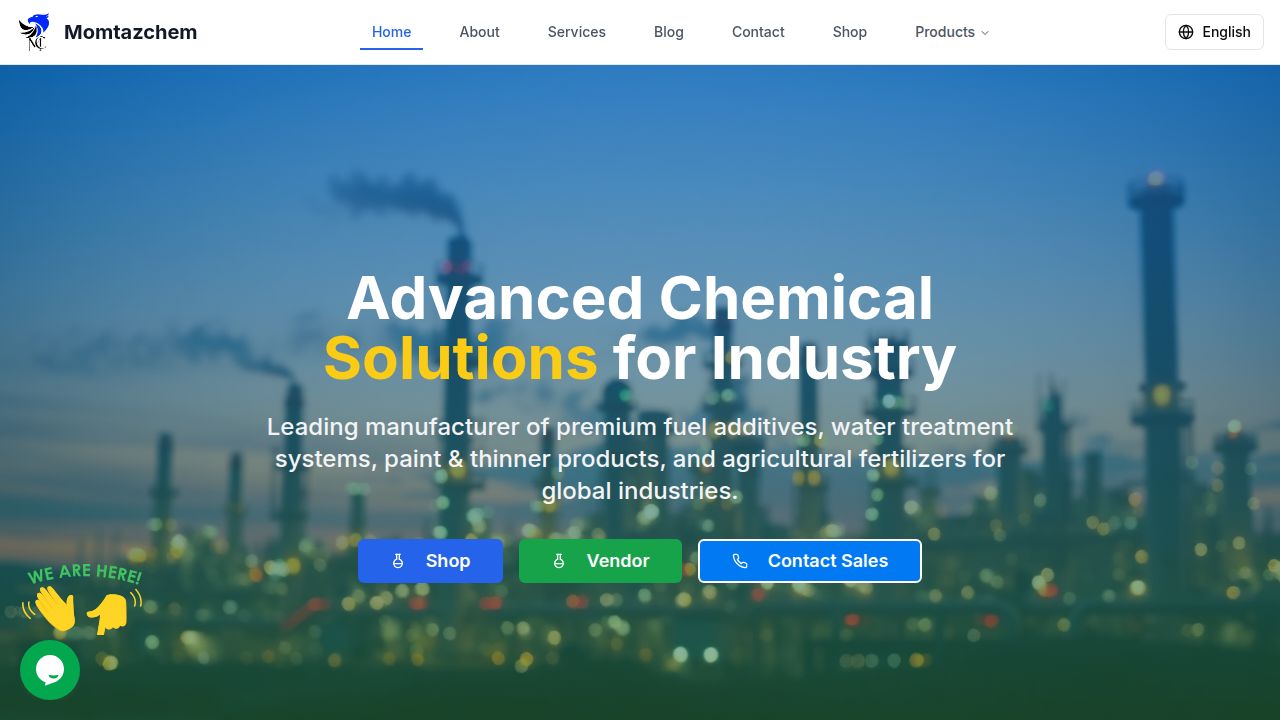 NC
Momtazchem
Home
About
Services
Blog
Contact
Shop
Products
English
Advanced Chemical
Solutions for Industry
Leading manufacturer of premium fuel additives, water treatment
systems, paint & thinner products, and agricultural fertilizers for
global industries.
Shop
Vendor
Contact Sales
WE ARE HERE!